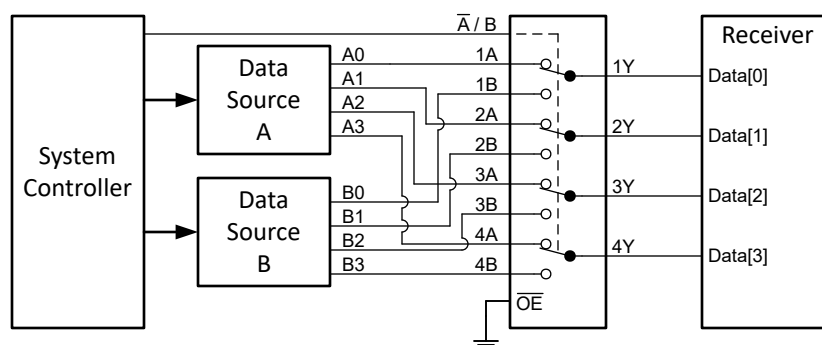 System
Controller
Data
Source
A
A0
A1
A2
A3
Data
Source
B
B0
B1
B2
B3
A̅ / B
1A
1B
2A
2B
3A
3B
4A
4B
O̅E̅
1Y
2Y
3Y
4Y
Receiver
Data[0]
Data[1]
Data[2]
Data[3]